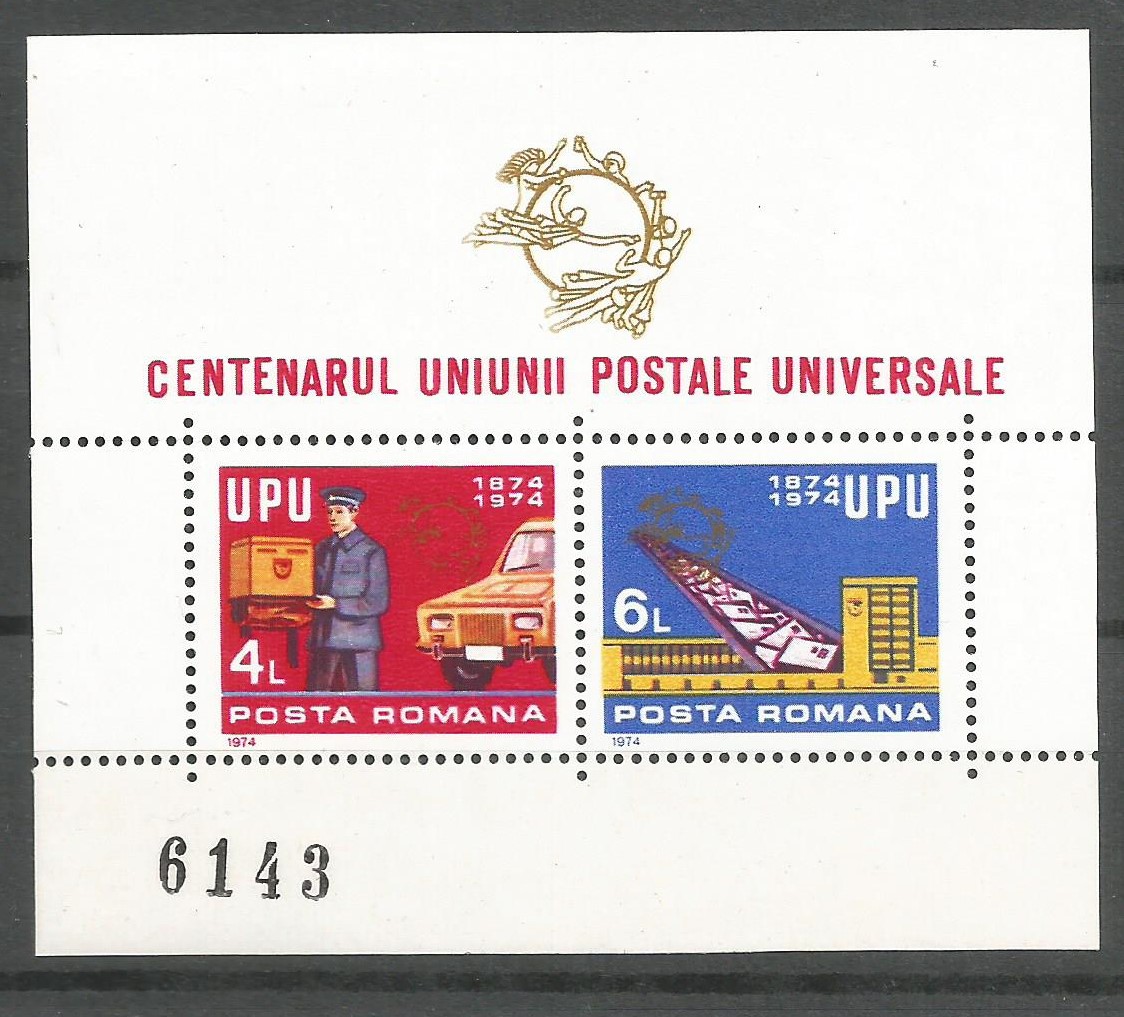 CENTENARUL UNIUNII POSTALE UNIVERSALE
UPU
1874
1974
4L
POSTA ROMANA
1974
1874
1974
UPU
6L
POSTA ROMANA
1974
6143